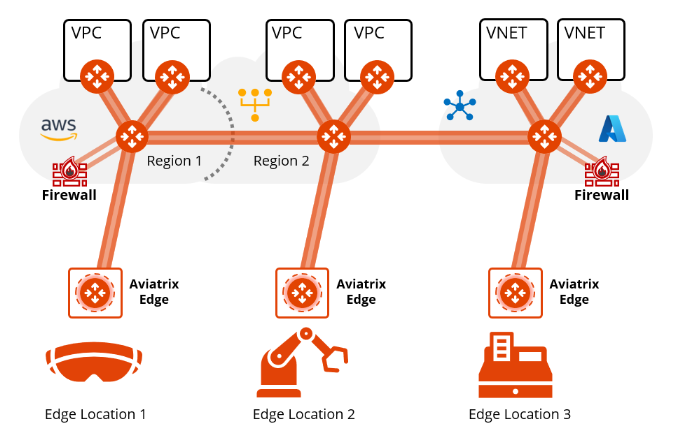 VPC
VPC
VPC
VPC
VNET
VNET
aws
Region 1
Region 2
Firewall
Firewall
Aviatrix
Edge
Aviatrix
Edge
Aviatrix
Edge
Edge Location 1
Edge Location 2
Edge Location 3